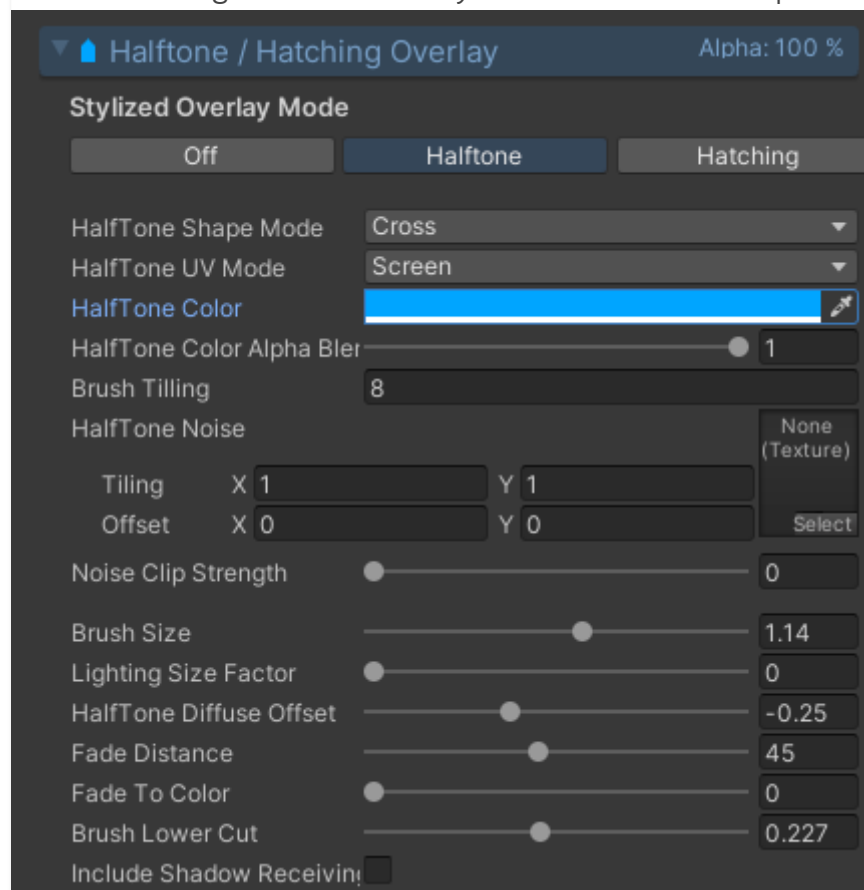 Halftone / Hatching Overlay Alpha: 100 %
Stylized Overlay Mode
Off Halftone Hatching
HalfTone Shape Mode Cross
HalfTone UV Mode Screen
HalfTone Color
HalfTone Color Alpha Bler 1
Brush Tilling 8
HalfTone Noise None
(Texture)
Tiling X 1 Y 1
Offset X 0 Y 0 Select
Noise Clip Strength 0
Brush Size 1.14
Lighting Size Factor 0
HalfTone Diffuse Offset -0.25
Fade Distance 45
Fade To Color 0
Brush Lower Cut 0.227
Include Shadow Receiving